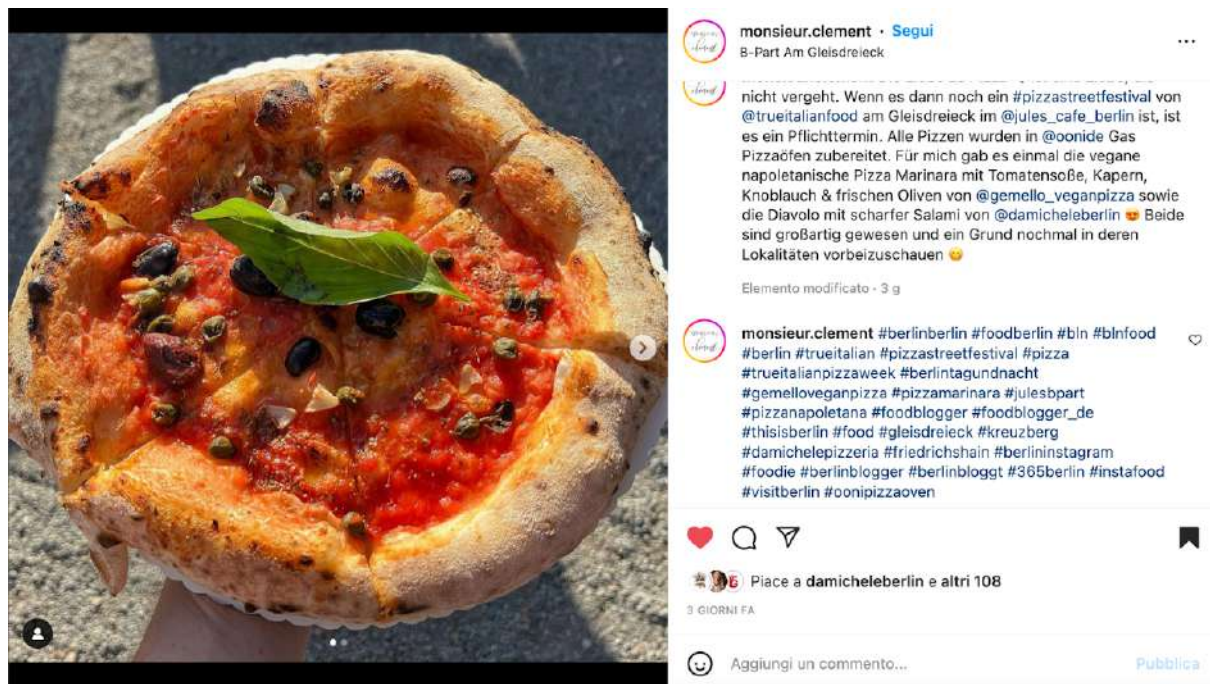 monsieur.clement • Segui
B-Part Am Gleisdreieck
nicht vergeht. Wenn es dann noch ein #pizzastreetfestival von
@trueitalianfood am Gleisdreieck im @jules_cafe_berlin ist, ist
es ein Pflichttermin. Alle Pizzen wurden in @oonide Gas
Pizzaöfen zubereitet. Für mich gab es einmal die vegane
napoletanische Pizza Marinara mit Tomatensoße, Kapern,
Knoblauch & frischen Oliven von @gemello_veganpizza sowie
die Diavolo mit scharfer Salami von @damicheleberlin 😍 Beide
sind großartig gewesen und ein Grund nochmal in deren
Lokalitäten vorbeizuschauen 😋
Elemento modificato · 3 g
monsieur.clement #berlinberlin #foodberlin #bln #blnfood
#berlin #trueitalian #pizzastreetfestival #pizza
#trueitalianpizzaweek #berlintagundnacht
#gemelloveganpizza #pizzamarinara #julesbpart
#pizzanapoletana #foodblogger #foodblogger_de
#thisisberlin #food #gleisdreieck #kreuzberg
#damichelepizzeria #friedrichshain #berlininstagram
#foodie #berlinblogger #berlinbloggt #365berlin #instafood
#visitberlin #oonipizzaoven
Piace a damicheleberlin e altri 108
3 GIORNI FA
Aggiungi un commento...
Pubblica